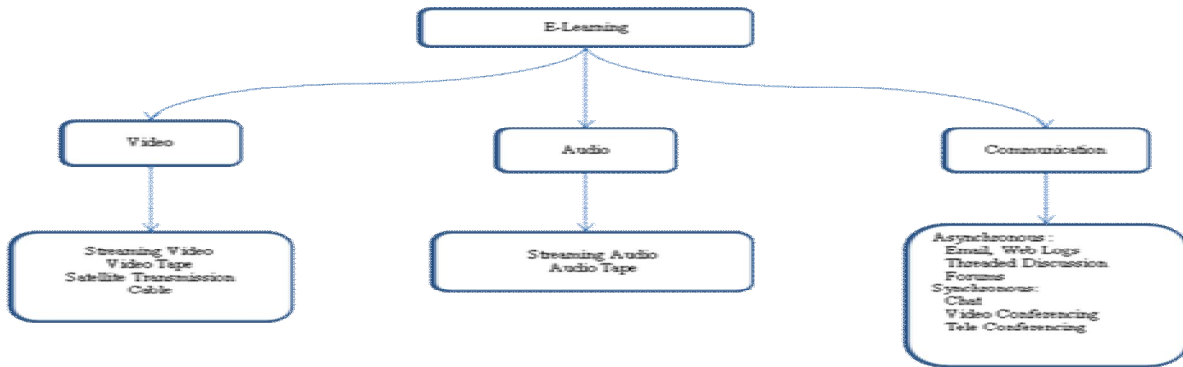 E-Learning
Video
Audio
Communication
Streaming Video
Video Tape
Satellite Transmission
Cable
Streaming Audio
Audio Tape
Asynchronous :
Email, Web Logs
Threaded Discussion
Forums
Synchronous:
Chat
Video Conferencing
Tele Conferencing